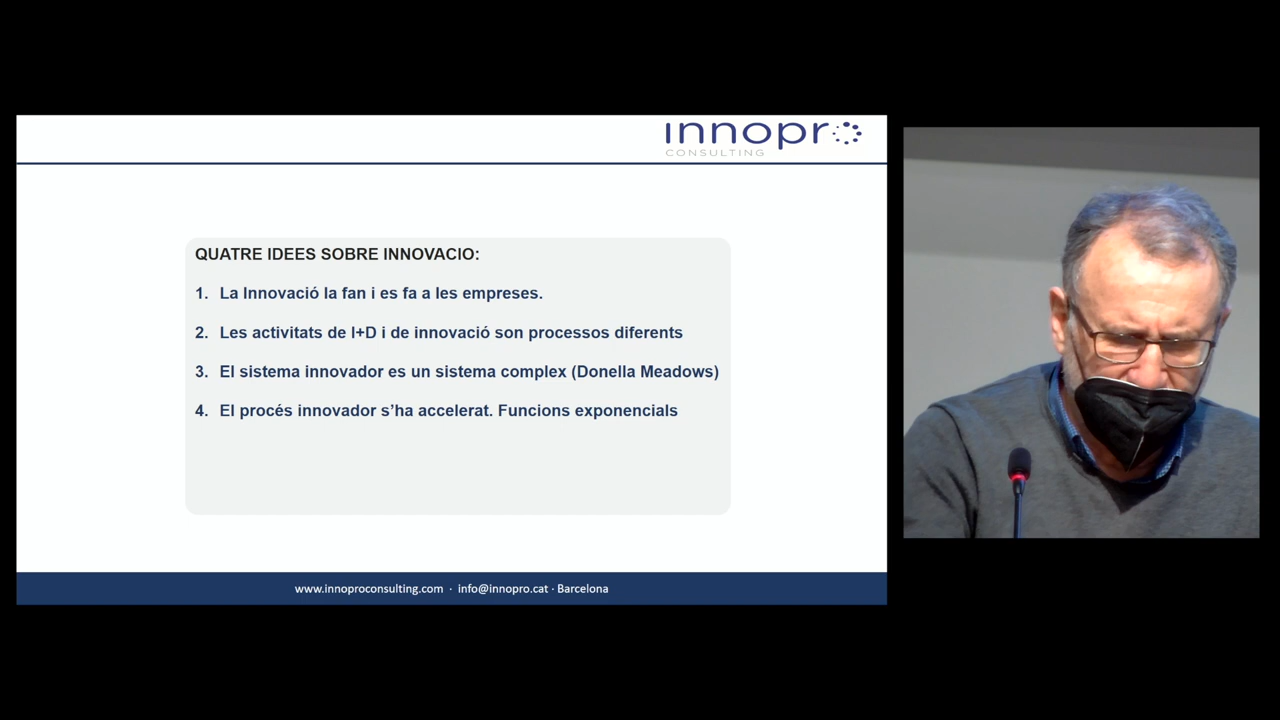 innopro
CONSULTING
QUATRE IDEES SOBRE INNOVACIO:
1. La Innovació la fan i es fa a les empreses.
2. Les activitats de I+D i de innovació son processos diferents
3. El sistema innovador es un sistema complex (Donella Meadows)
4. El procés innovador s’ha accelerat. Funcions exponencials
www.innoproconsulting.com · info@innopro.cat · Barcelona